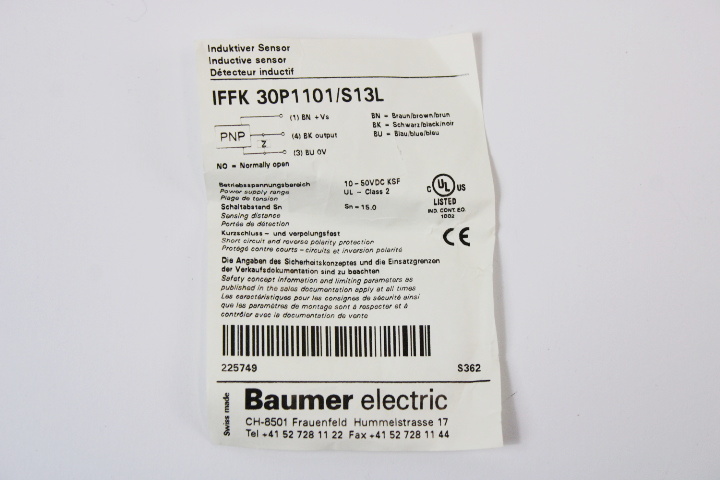 Induktiver Sensor
Inductive sensor
Détecteur inductif
IFFK 30P1101/S13L
(1) BN +Vs
PNP
(4) BK output
Z
(3) BU 0V
BN = Braun/brown/brun
BK = Schwarz/black/noir
BU = Blau/blue/bleu
NO = Normally open
Betriebsspannungsbereich 10-50VDC KSF
Power supply range UL - Class 2
Plage de tension
Schaltabstand Sn Sn = 15.0
Sensing distance
Portée de détection
Kurzschluss - und verpolungsfest
Short circuit and reverse polarity protection
Protégé contre courts - circuits et inversion polarité
C UL US
LISTED
IND. CONT. EQ.
1002
CE
Die Angaben des Sicherheitskonzeptes und die Einsatzgrenzen
der Verkaufsdokumentation sind zu beachten
Safety concept information and limiting parameters as
published in the sales documentation apply at all times
Les caractéristiques pour les consignes de sécurité ainsi
que les paramètres de montage sont à respecter et à
contrôler avec la documentation de vente
225749 S362
Swiss made
Baumer electric
CH-8501 Frauenfeld Hummelstrasse 17
Tel +41 52 728 11 22 Fax +41 52 728 11 44